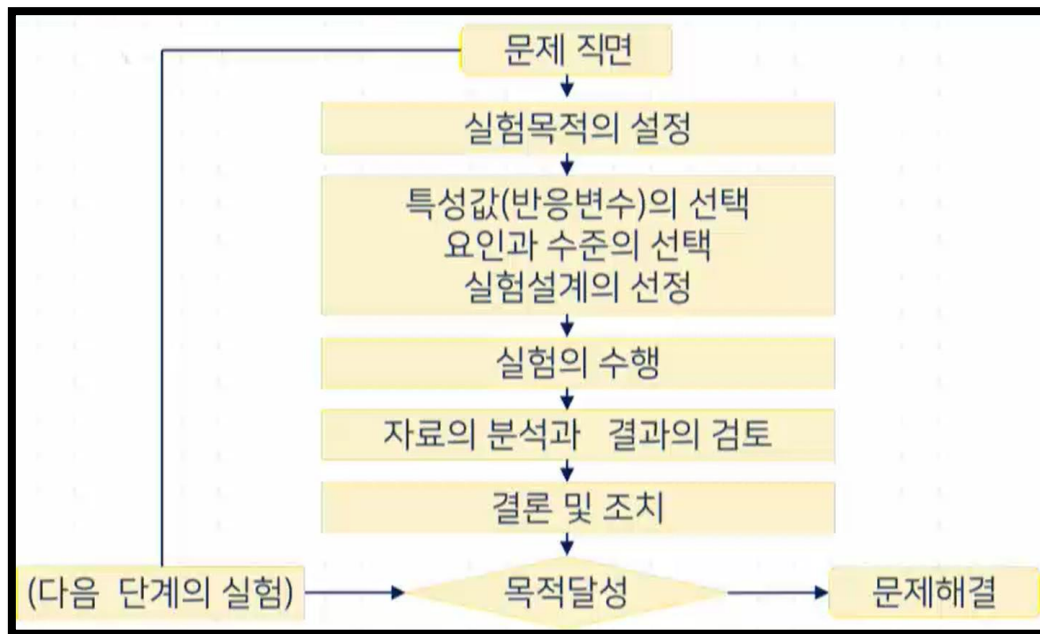 문제 직면
실험목적의 설정
특성값(반응변수)의 선택
요인과 수준의 선택
실험설계의 선정
실험의 수행
자료의 분석과 결과의 검토
결론 및 조치
(다음 단계의 실험)
목적달성
문제해결